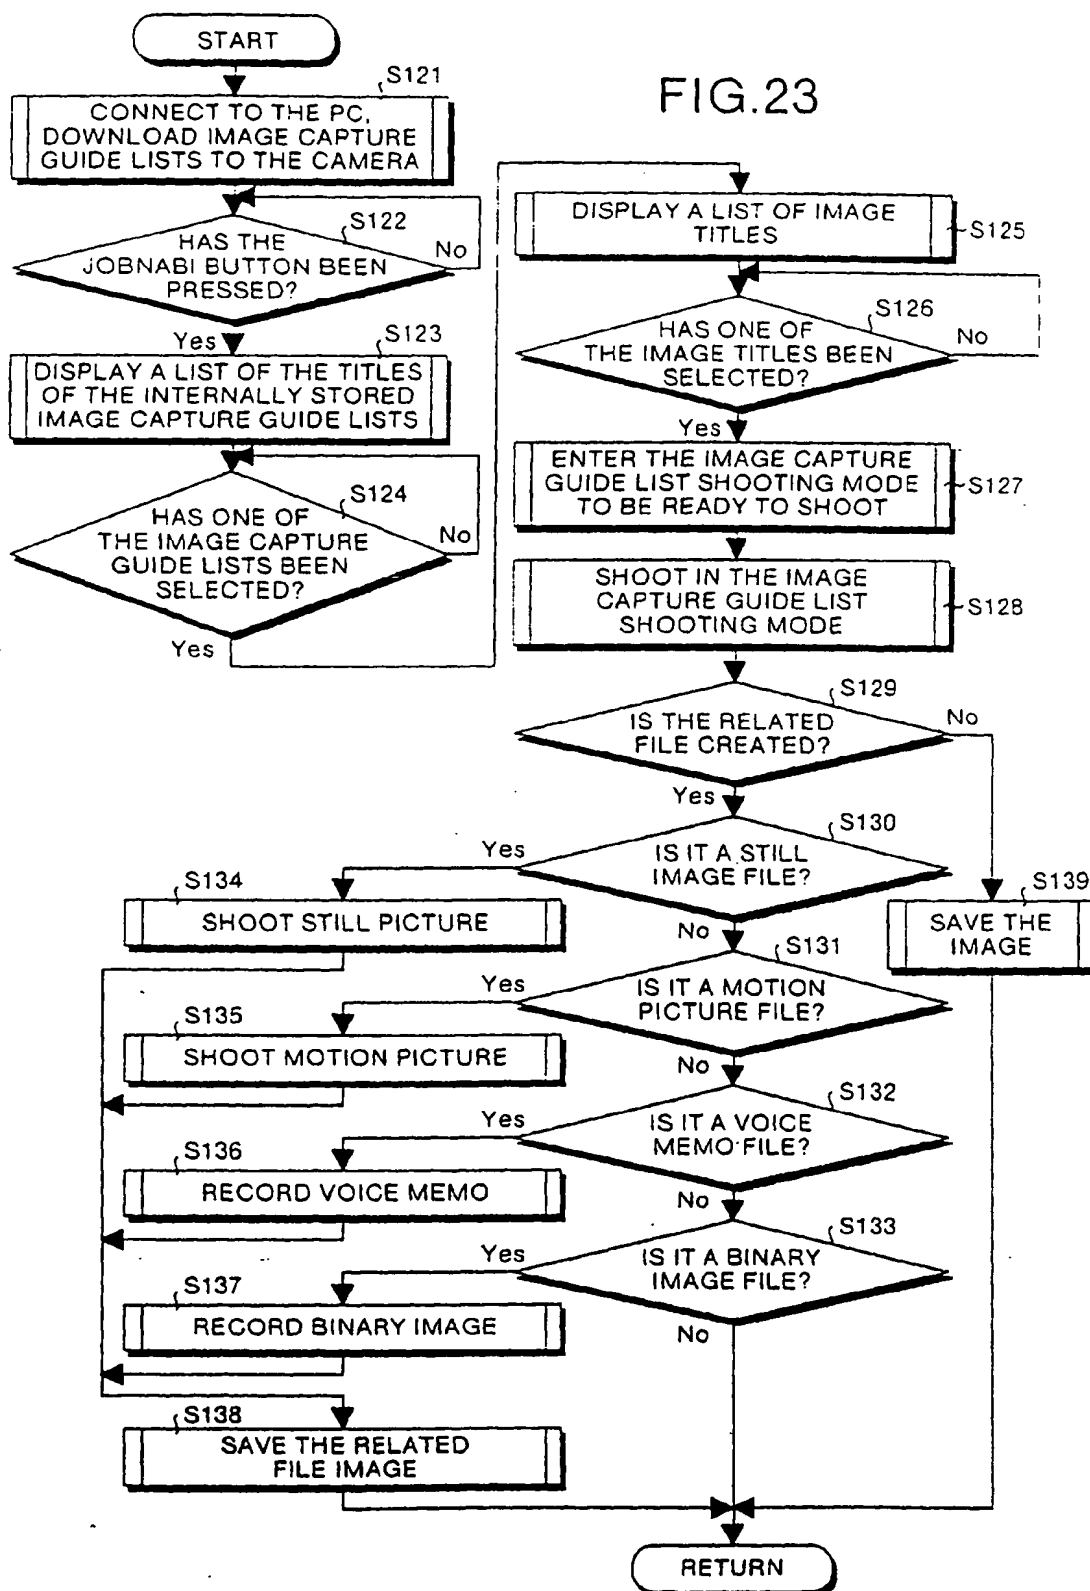 FIG.23
START
S121
CONNECT TO THE PC,
DOWNLOAD IMAGE CAPTURE
GUIDE LISTS TO THE CAMERA
S122
HAS THE
JOBNABI BUTTON BEEN
PRESSED?
No
Yes
S123
DISPLAY A LIST OF THE TITLES
OF THE INTERNALLY STORED
IMAGE CAPTURE GUIDE LISTS
S124
HAS ONE OF
THE IMAGE CAPTURE
GUIDE LISTS BEEN
SELECTED?
No
Yes
DISPLAY A LIST OF IMAGE
TITLES
S125
S126
HAS ONE OF
THE IMAGE TITLES BEEN
SELECTED?
No
Yes
ENTER THE IMAGE CAPTURE
GUIDE LIST SHOOTING MODE
TO BE READY TO SHOOT
S127
SHOOT IN THE IMAGE
CAPTURE GUIDE LIST
SHOOTING MODE
S128
S129
IS THE RELATED
FILE CREATED?
No
Yes
S130
IS IT A STILL
IMAGE FILE?
Yes
No
S134
SHOOT STILL PICTURE
S139
SAVE THE
IMAGE
S131
IS IT A MOTION
PICTURE FILE?
Yes
No
S135
SHOOT MOTION PICTURE
S132
IS IT A VOICE
MEMO FILE?
Yes
No
S136
RECORD VOICE MEMO
S133
IS IT A BINARY
IMAGE FILE?
Yes
No
S137
RECORD BINARY IMAGE
S138
SAVE THE RELATED
FILE IMAGE
RETURN